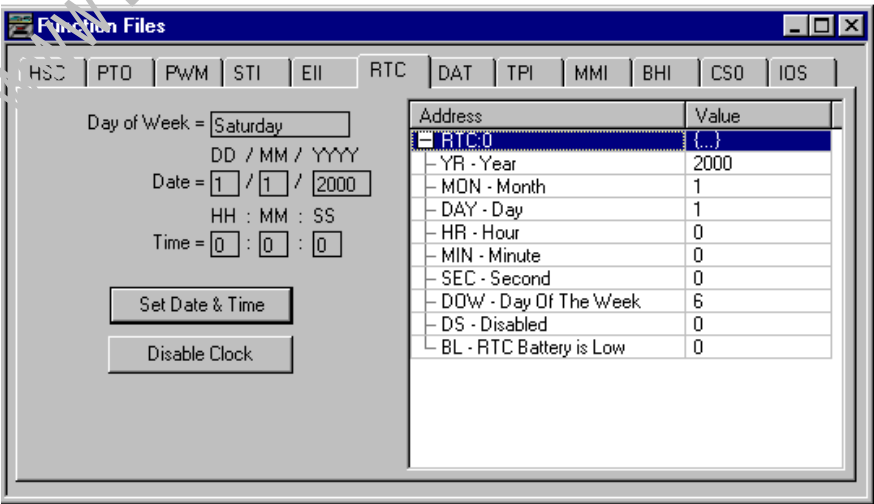 Function Files
HSC PTO PWM STI EII RTC DAT TPI MMI BHI CS0 IOS
Day of Week = Saturday
DD / MM / YYYY
Date = 1 / 1 / 2000
HH : MM : SS
Time = 0 : 0 : 0
Set Date & Time
Disable Clock
Address Value
RTC:0 {...}
YR - Year 2000
MON - Month 1
DAY - Day 1
HR - Hour 0
MIN - Minute 0
SEC - Second 0
DOW - Day Of The Week 6
DS - Disabled 0
BL - RTC Battery is Low 0